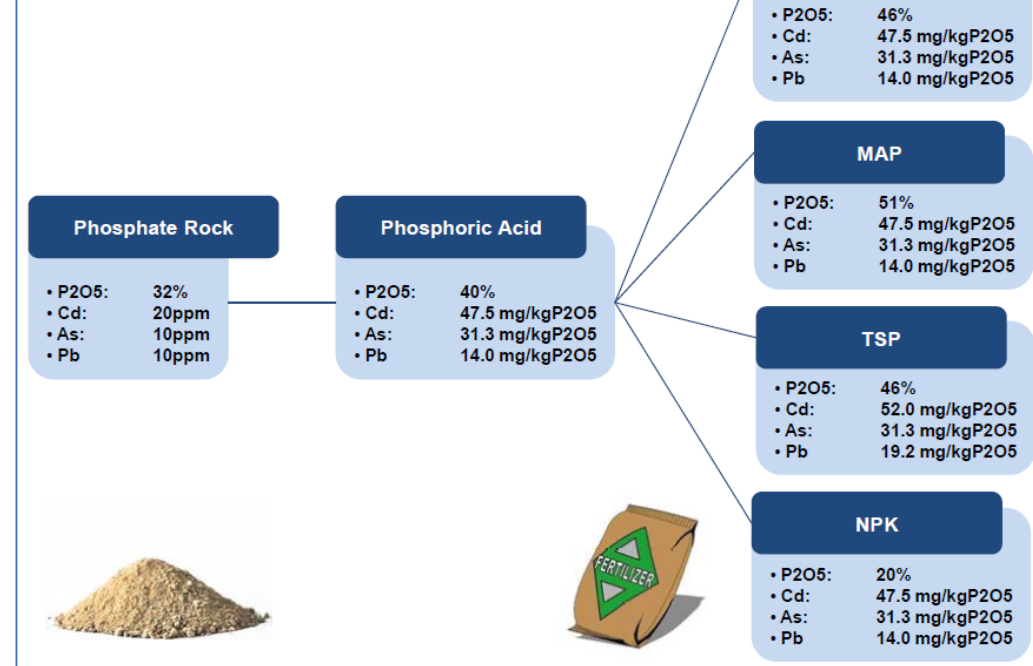 • P2O5: 46%
• Cd: 47.5 mg/kgP2O5
• As: 31.3 mg/kgP2O5
• Pb 14.0 mg/kgP2O5
MAP
• P2O5: 51%
• Cd: 47.5 mg/kgP2O5
• As: 31.3 mg/kgP2O5
• Pb 14.0 mg/kgP2O5
Phosphate Rock
• P2O5: 32%
• Cd: 20ppm
• As: 10ppm
• Pb 10ppm
Phosphoric Acid
• P2O5: 40%
• Cd: 47.5 mg/kgP2O5
• As: 31.3 mg/kgP2O5
• Pb 14.0 mg/kgP2O5
TSP
• P2O5: 46%
• Cd: 52.0 mg/kgP2O5
• As: 31.3 mg/kgP2O5
• Pb 19.2 mg/kgP2O5
FERTILIZER
NPK
• P2O5: 20%
• Cd: 47.5 mg/kgP2O5
• As: 31.3 mg/kgP2O5
• Pb 14.0 mg/kgP2O5